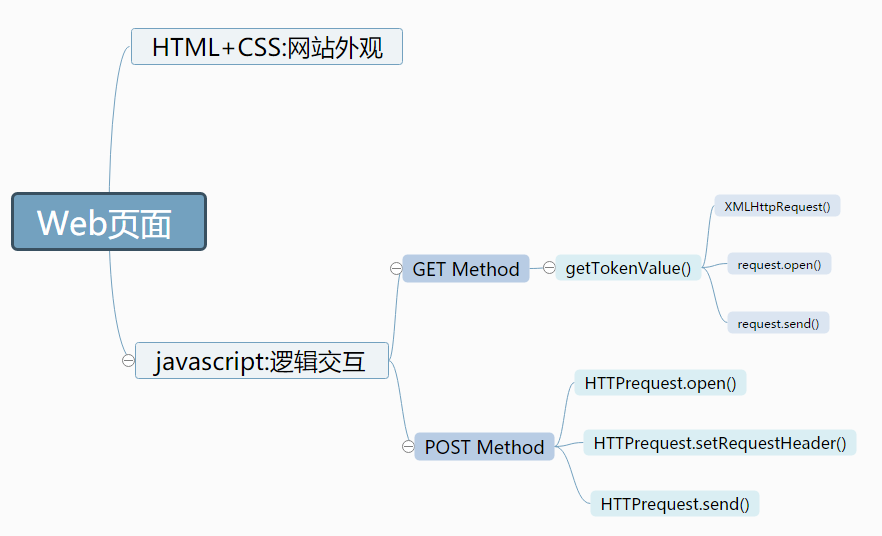 HTML+CSS:网站外观
Web页面
javascript:逻辑交互
GET Method
getTokenValue()
XMLHttpRequest()
request.open()
request.send()
POST Method
HTTPrequest.open()
HTTPrequest.setRequestHeader()
HTTPrequest.send()